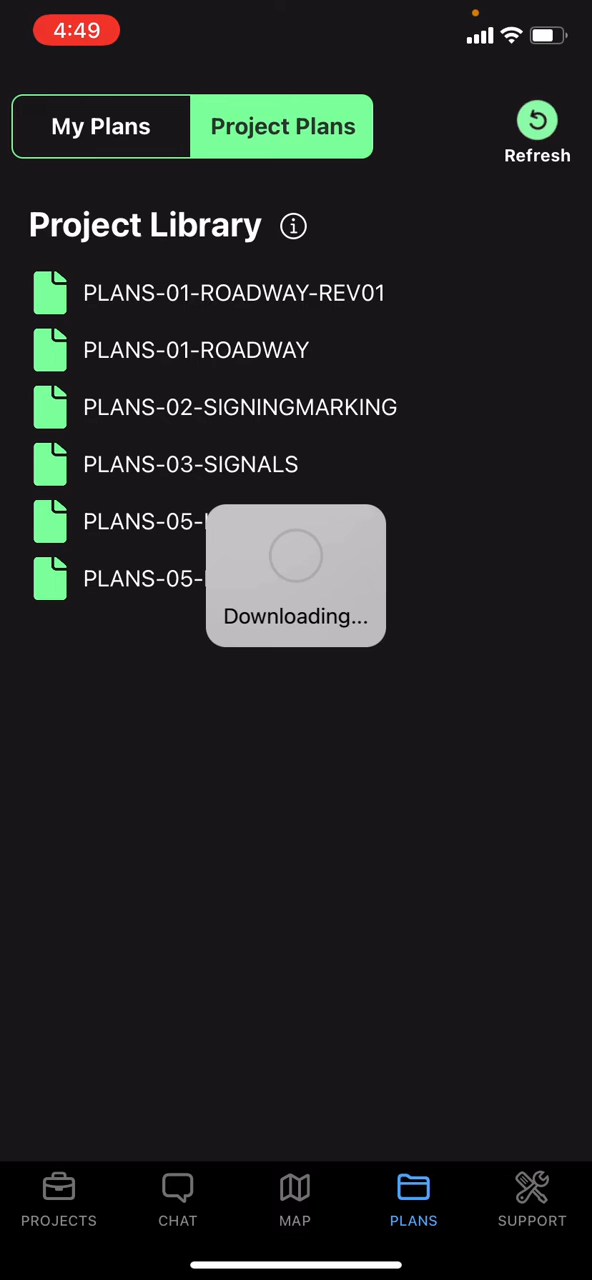 4:49
My Plans
Project Plans
Refresh
Project Library
PLANS-01-ROADWAY-REV01
PLANS-01-ROADWAY
PLANS-02-SIGNINGMARKING
PLANS-03-SIGNALS
PLANS-05-
PLANS-05-
Downloading...
PROJECTS
CHAT
MAP
PLANS
SUPPORT